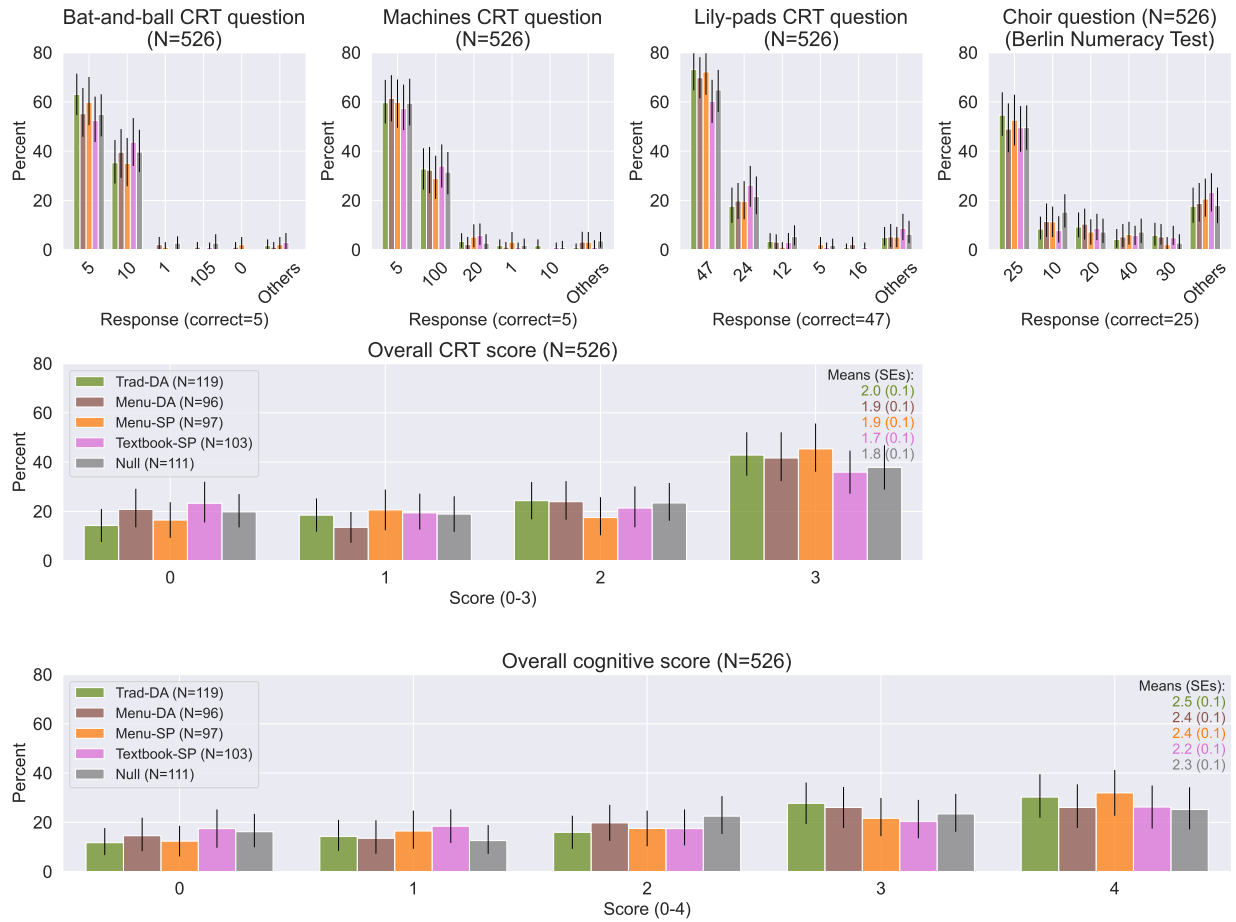 Bat-and-ball CRT question
(N=526)
Machines CRT question
(N=526)
Lily-pads CRT question
(N=526)
Choir question (N=526)
(Berlin Numeracy Test)
80
60
40
20
0
Percent
5
10
1
105
0
Others
Response (correct=5)
80
60
40
20
0
Percent
5
100
20
1
10
Others
Response (correct=5)
80
60
40
20
0
Percent
47
24
12
5
16
Others
Response (correct=47)
80
60
40
20
0
Percent
25
10
20
40
30
Others
Response (correct=25)
Overall CRT score (N=526)
80
60
40
20
0
Percent
Trad-DA (N=119)
Menu-DA (N=96)
Menu-SP (N=97)
Textbook-SP (N=103)
Null (N=111)
Means (SEs):
2.0 (0.1)
1.9 (0.1)
1.9 (0.1)
1.7 (0.1)
1.8 (0.1)
0
1
2
3
Score (0-3)
Overall cognitive score (N=526)
80
60
40
20
0
Percent
Trad-DA (N=119)
Menu-DA (N=96)
Menu-SP (N=97)
Textbook-SP (N=103)
Null (N=111)
Means (SEs):
2.5 (0.1)
2.4 (0.1)
2.4 (0.1)
2.2 (0.1)
2.3 (0.1)
0
1
2
3
4
Score (0-4)